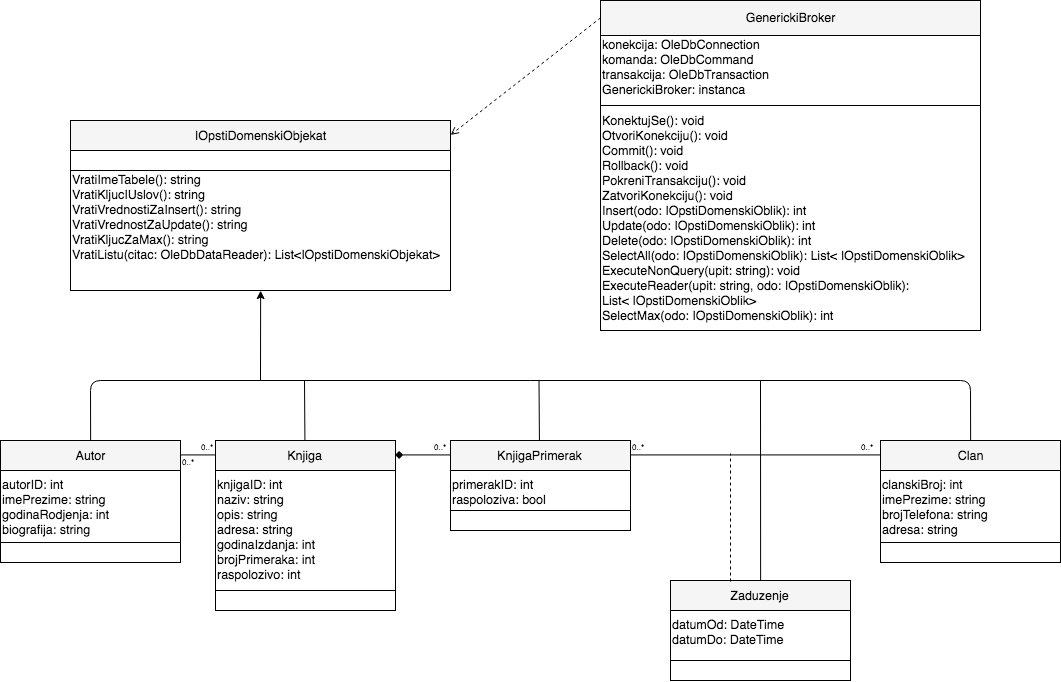 GenerickiBroker
konekcija: OleDbConnection
komanda: OleDbCommand
transakcija: OleDbTransaction
GenerickiBroker: instanca
KonektujSe(): void
OtvoriKonekciju(): void
Commit(): void
Rollback(): void
PokreniTransakciju(): void
ZatvoriKonekciju(): void
Insert(odo: IOpstiDomenskiOblik): int
Update(odo: IOpstiDomenskiOblik): int
Delete(odo: IOpstiDomenskiOblik): int
SelectAll(odo: IOpstiDomenskiOblik): List< IOpstiDomenskiOblik>
ExecuteNonQuery(upit: string): void
ExecuteReader(upit: string, odo: IOpstiDomenskiOblik):
List< IOpstiDomenskiOblik>
SelectMax(odo: IOpstiDomenskiOblik): int
IOpstiDomenskiObjekat
VratiImeTabele(): string
VratiKljucIUslov(): string
VratiVrednostiZaInsert(): string
VratiVrednostZaUpdate(): string
VratiKljucZaMax(): string
VratiListu(citac: OleDbDataReader): List<IOpstiDomenskiObjekat>
Autor
autorID: int
imePrezime: string
godinaRodjenja: int
biografija: string
0..*
0..*
Knjiga
knjigaID: int
naziv: string
opis: string
adresa: string
godinaIzdanja: int
brojPrimeraka: int
raspolozivo: int
0..*
KnjigaPrimerak
primerakID: int
raspoloziva: bool
0..*
0..*
Clan
clanskiBroj: int
imePrezime: string
brojTelefona: string
adresa: string
Zaduzenje
datumOd: DateTime
datumDo: DateTime